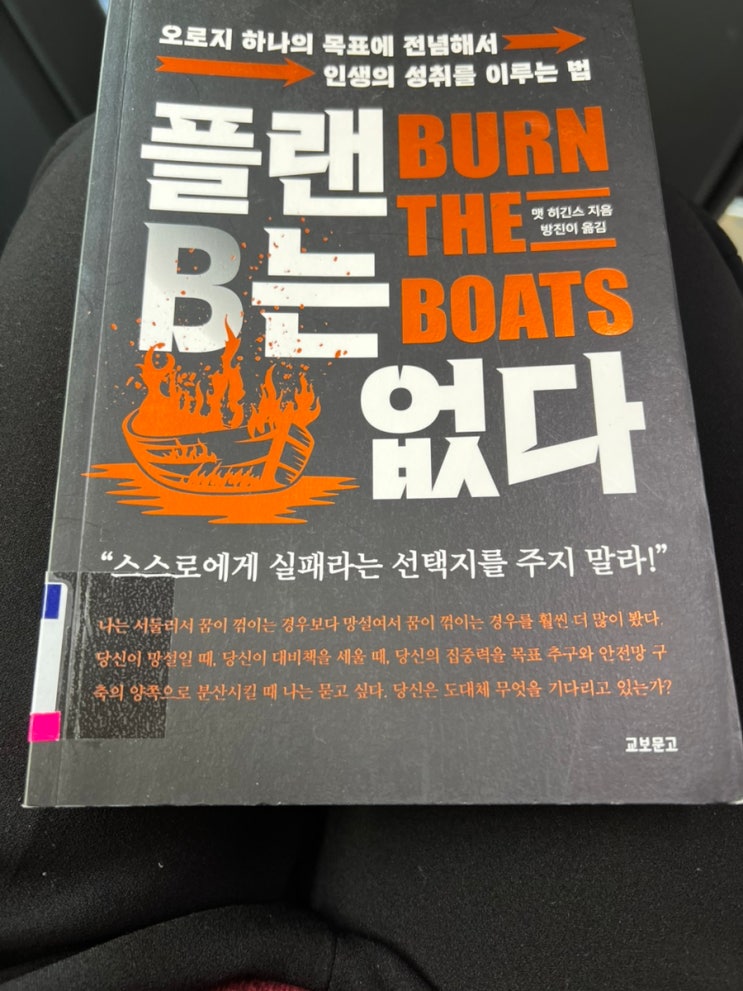 오로지 하나의 목표에 전념해서
인생의 성취를 이루는 법
플랜
B는
없다
BURN
THE
BOATS
맷 히긴스 지음
방진이 옮김
“스스로에게 실패라는 선택지를 주지 말라!”
나는 서둘러서 꿈이 꺾이는 경우보다 망설여서 꿈이 꺾이는 경우를 훨씬 더 많이 봤다.
당신이 망설일 때, 당신이 대비책을 세울 때, 당신의 집중력을 목표 추구와 안전망 구
축의 양쪽으로 분산시킬 때 나는 묻고 싶다. 당신은 도대체 무엇을 기다리고 있는가?
교보문고